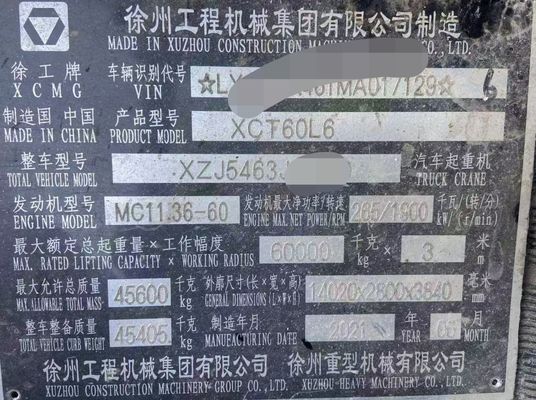 徐州工程机械集团有限公司制造
MADE IN XUZHOU CONSTRUCTION CO., LTD.
徐工牌 车辆识别代号
XCMG VIN MA017129☆ 6
制造国 中国 产品型号
MADE IN CHINA PRODUCT MODEL XCT60L6
整车型号 XZJ5463J 汽车起重机
TOTAL VEHICLE MODEL TRUCK CRANE
发动机型号 MC11.36-60 发动机最大净功率/转速 265/1900 千瓦/(转/分)
ENGINE MODEL ENGINE MAX. NET POWER/RPM kW/(r/min)
最大额定总起重量×工作幅度 60000 千克 × 3 米
MAX. RATED LIFTING CAPACITY × WORKING RADIUS kg m
最大允许总质量 45600 千克 外廓尺寸(长×宽×高) 14020×2800×3840 毫米
MAX. ALLOWABLE TOTAL MASS kg GENERAL DIMENSIONS (L×W×H) mm
整车整备质量 45405 千克 制造年月 2021 年 06 月
TOTAL VEHICLE CURB WEIGHT kg MANUFACTURING DATE YEAR MONTH
徐州工程机械集团有限公司 徐州重型机械有限公司
XUZHOU CONSTRUCTION MACHINERY GROUP CO., LTD. XUZHOU HEAVY MACHINERY CO., LTD.